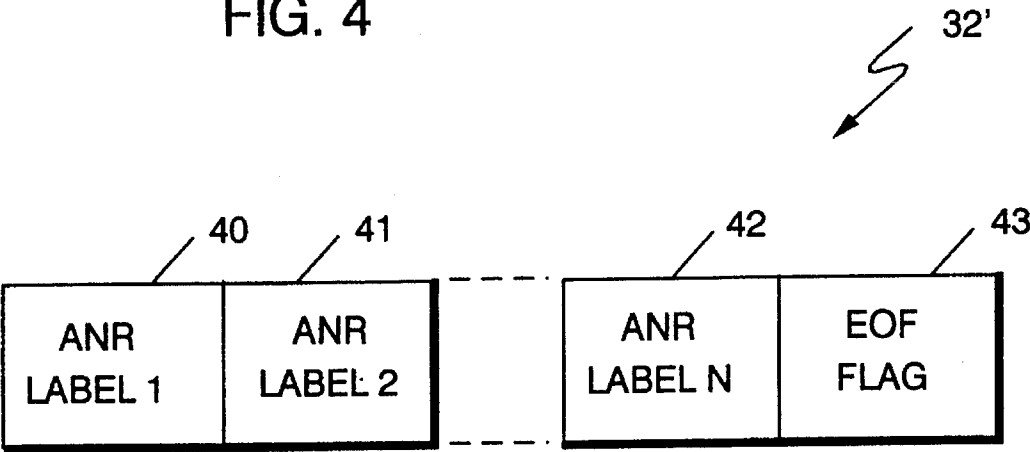 FIG. 4
32'
40
41
42
43
ANR
LABEL 1
ANR
LABEL 2
ANR
LABEL N
EOF
FLAG